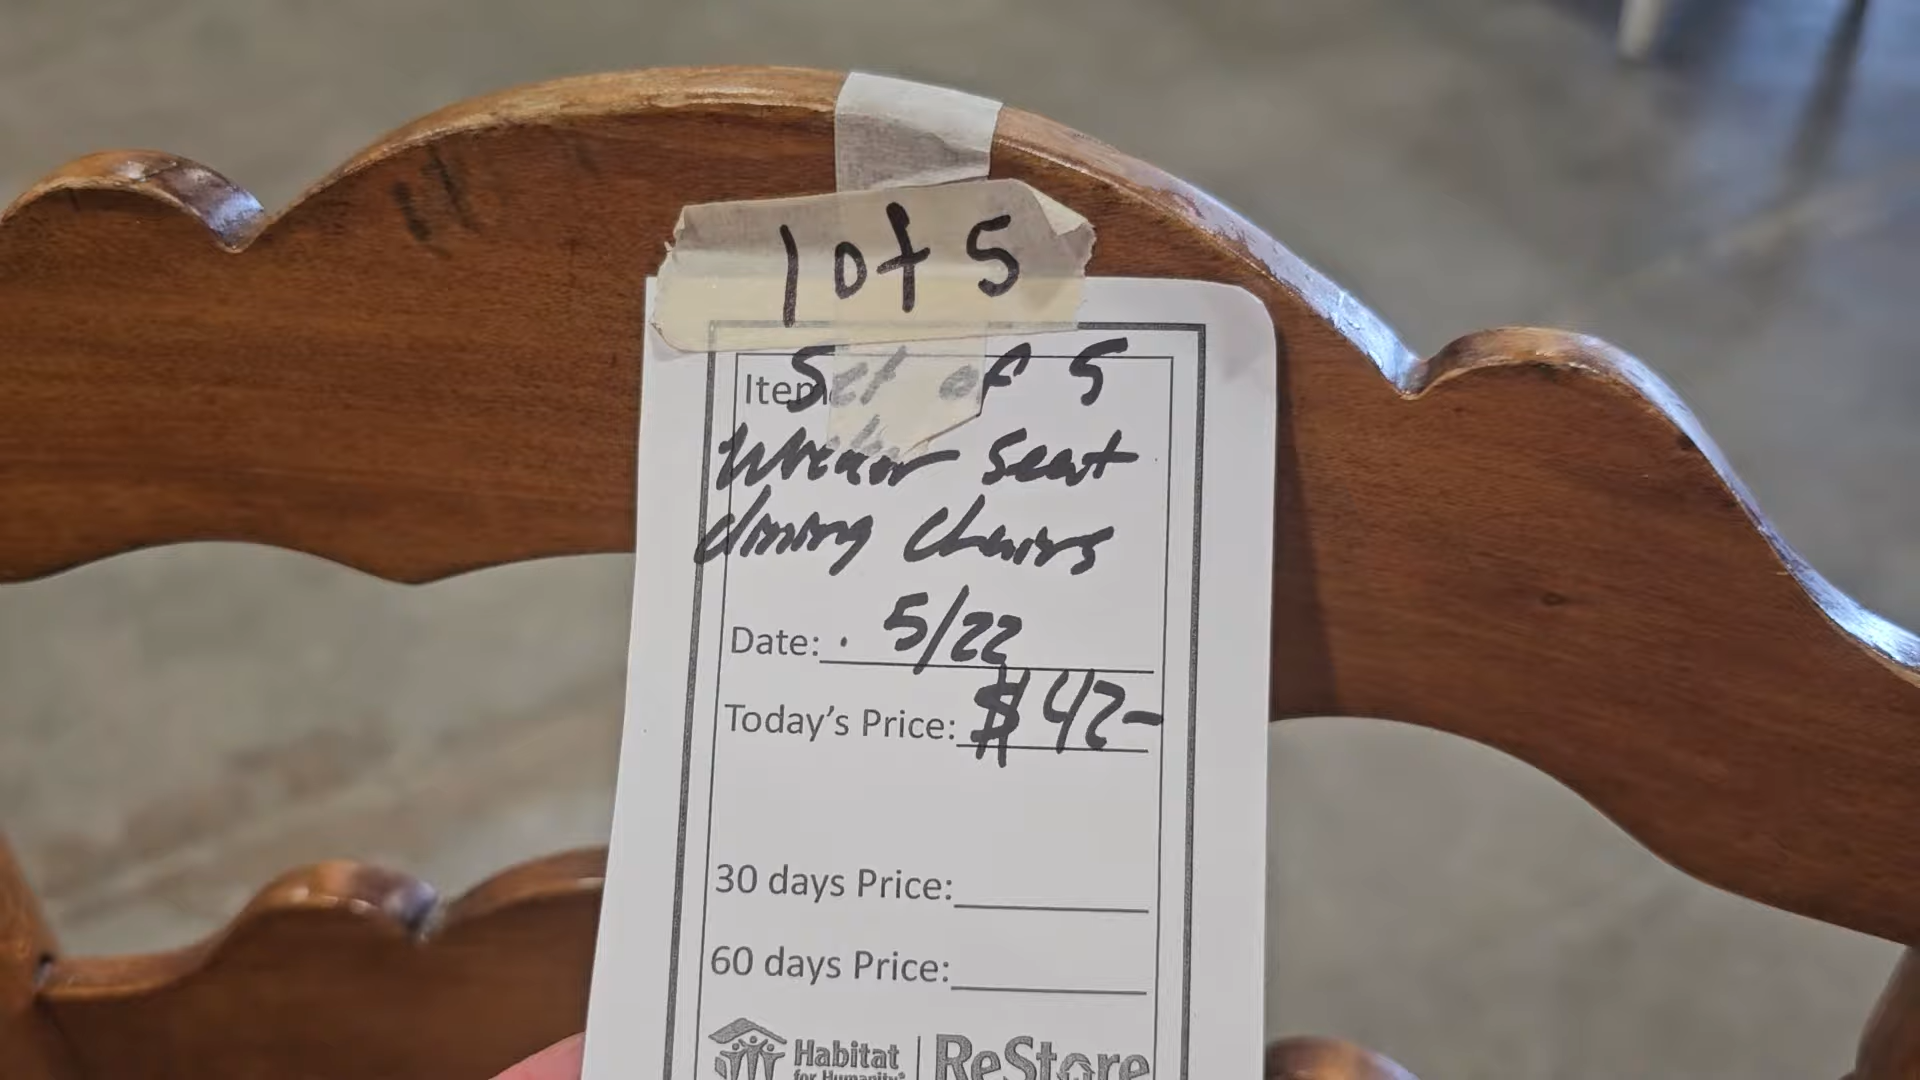 1 of 5
Item Set of 5
Wicker Seat
dining chairs
Date: 5/22
Today's Price: $42-
30 days Price:
60 days Price:
Habitat for Humanity® | ReStore